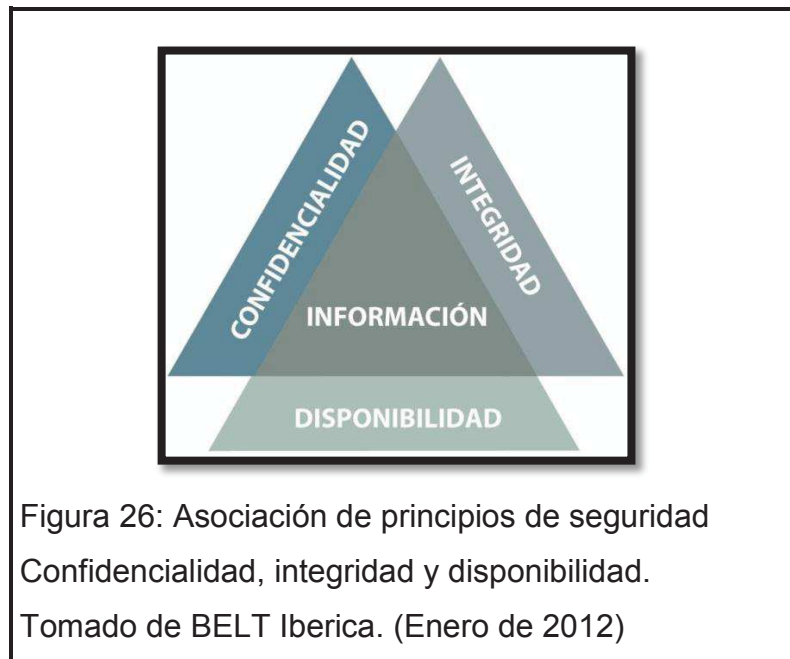 CONFIDENCIALIDAD
INTEGRIDAD
INFORMACIÓN
DISPONIBILIDAD
Figura 26: Asociación de principios de seguridad
Confidencialidad, integridad y disponibilidad.
Tomado de BELT Iberica. (Enero de 2012)